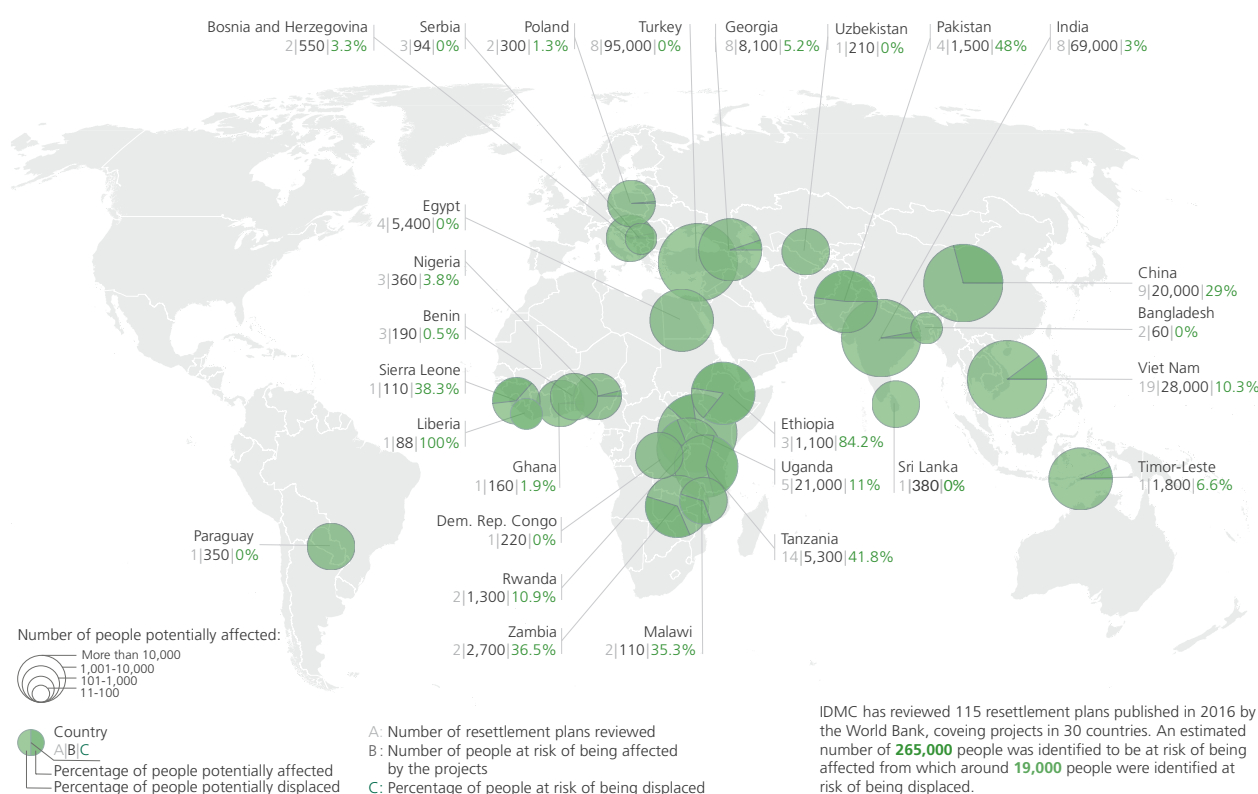 Bosnia and Herzegovina
2|550|3.3%
Serbia
3|94|0%
Poland
2|300|1.3%
Turkey
8|95,000|0%
Georgia
8|8,100|5.2%
Uzbekistan
1|210|0%
Pakistan
4|1,500|48%
India
8|69,000|3%
Egypt
4|5,400|0%
Nigeria
3|360|3.8%
Benin
3|190|0.5%
Sierra Leone
1|110|38.3%
Liberia
1|88|100%
Ghana
1|160|1.9%
Dem. Rep. Congo
1|220|0%
Rwanda
2|1,300|10.9%
Zambia
2|2,700|36.5%
Malawi
2|110|35.3%
Paraguay
1|350|0%
China
9|20,000|29%
Bangladesh
2|60|0%
Viet Nam
19|28,000|10.3%
Ethiopia
3|1,100|84.2%
Uganda
5|21,000|11%
Sri Lanka
1|380|0%
Timor-Leste
1|1,800|6.6%
Tanzania
14|5,300|41.8%
Number of people potentially affected:
More than 10,000
1,001-10,000
101-1,000
11-100
Country
A|B|C
Percentage of people potentially affected
Percentage of people potentially displaced
A: Number of resettlement plans reviewed
B: Number of people at risk of being affected
by the projects
C: Percentage of people at risk of being displaced
IDMC has reviewed 115 resettlement plans published in 2016 by
the World Bank, coveing projects in 30 countries. An estimated
number of 265,000 people was identified to be at risk of being
affected from which around 19,000 people were identified at
risk of being displaced.